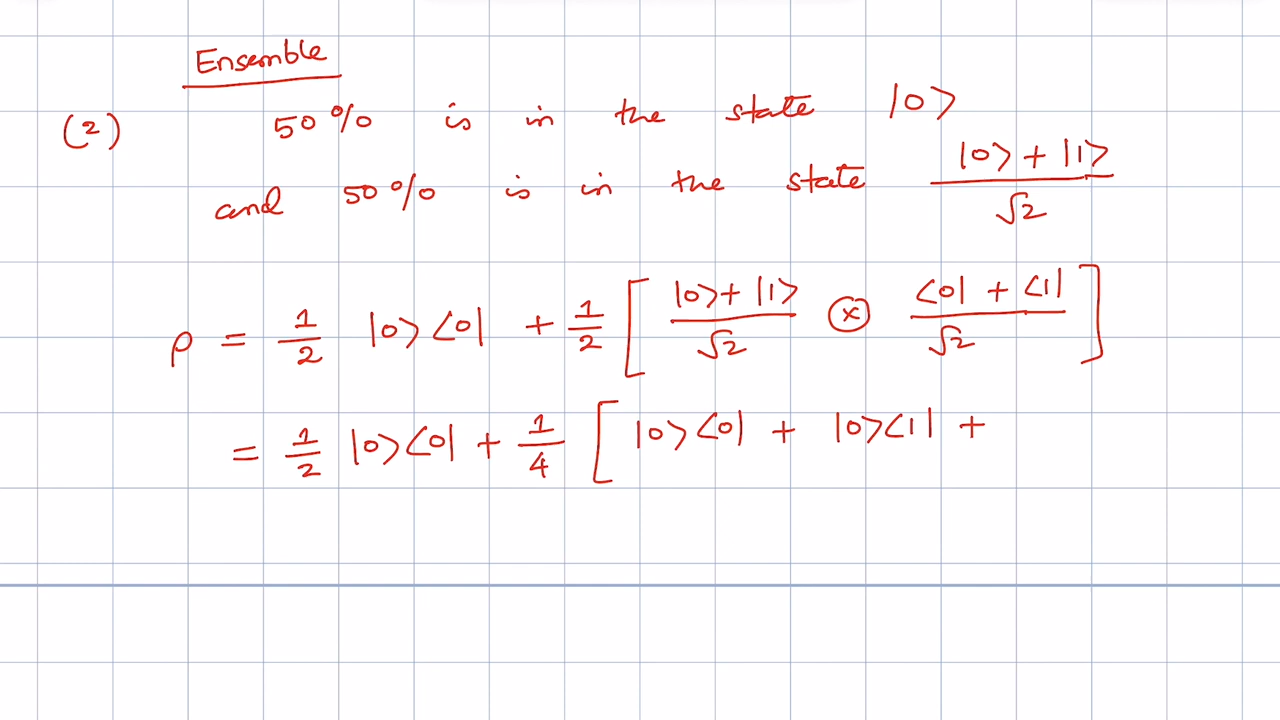 Ensemble
(2) 50% is in the state |0>
and 50% is in the state (|0> + |1>)/√2
ρ = 1/2 |0><0| + 1/2 [ (|0> + |1>)/√2 ⊗ (<0| + <1|)/√2 ]
= 1/2 |0><0| + 1/4 [ |0><0| + |0><1| +